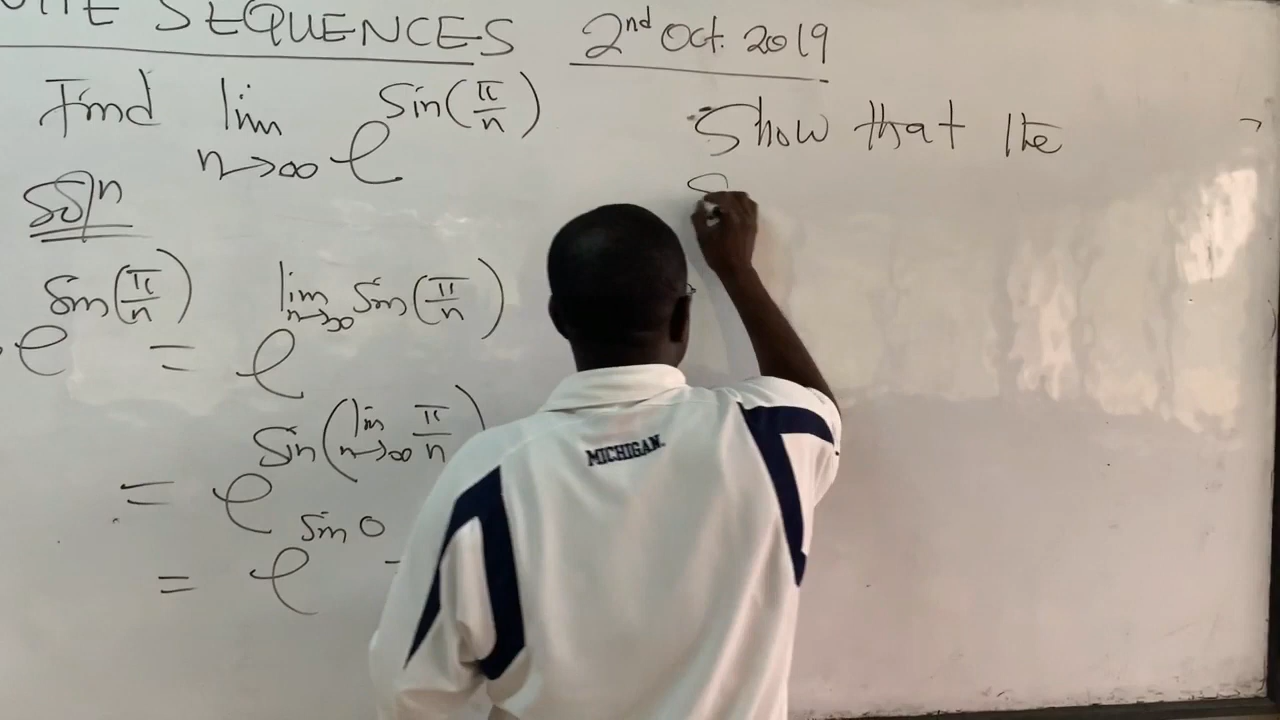 SEQUENCES 2nd Oct. 2019
Find lim n→∞ e^sin(π/n)
Soln
e^sin(π/n) = e^lim n→∞ sin(π/n)
= e^sin(lim n→∞ π/n)
= e^sin 0
Show that the
MICHIGAN.